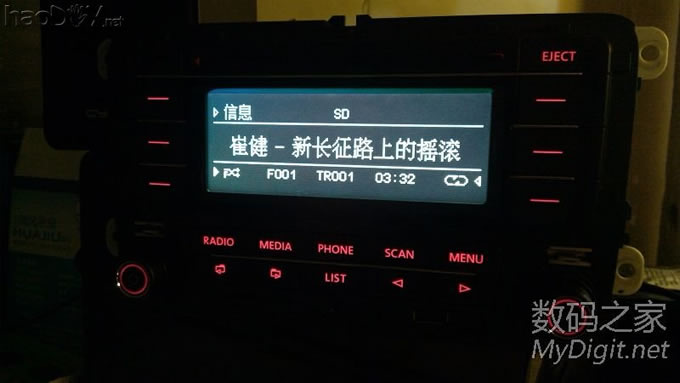 haoDIY.net
EJECT
信息 SD
崔健 - 新长征路上的摇滚
F001 TR001 03:32
RADIO MEDIA PHONE SCAN MENU
LIST
数码之家
MyDigit.net